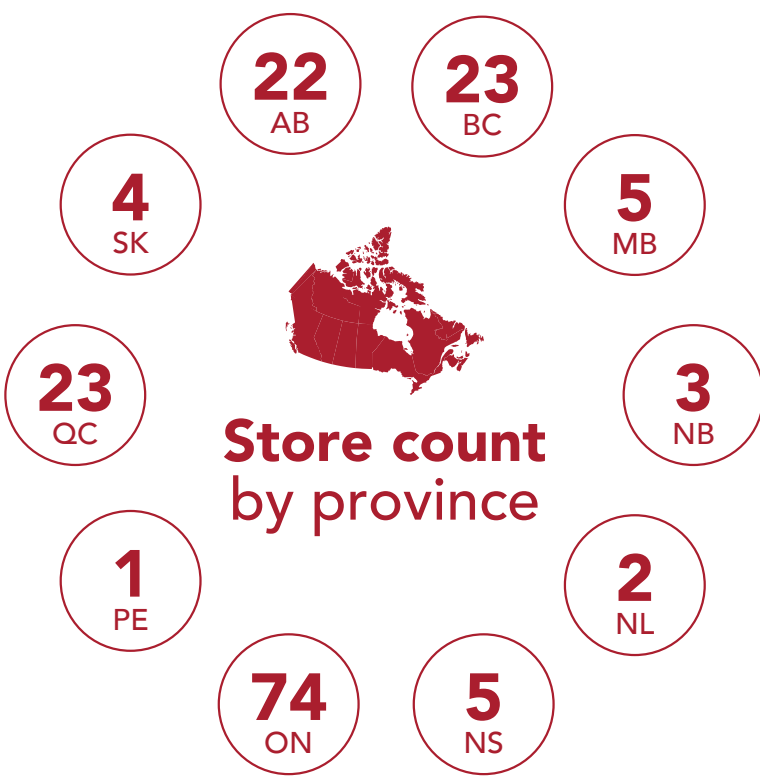 22
AB
23
BC
4
SK
5
MB
23
QC
3
NB
Store count
by province
1
PE
2
NL
74
ON
5
NS